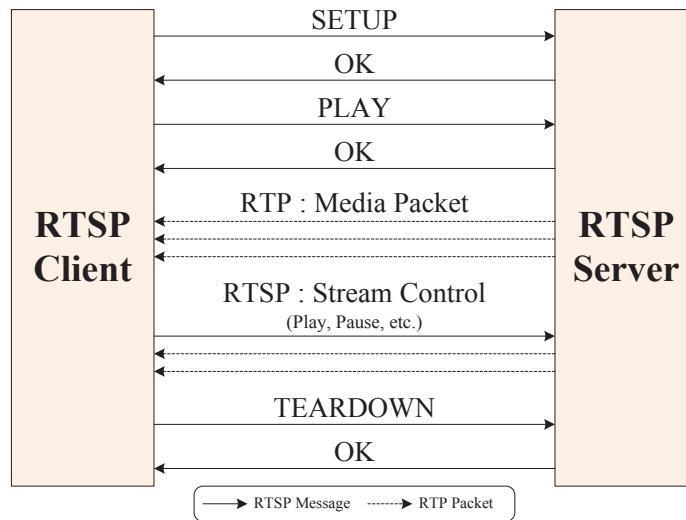 SETUP
OK
PLAY
OK
RTP : Media Packet
RTSP
Client
RTSP
Server
RTSP : Stream Control
(Play, Pause, etc.)
TEARDOWN
OK
RTSP Message
RTP Packet